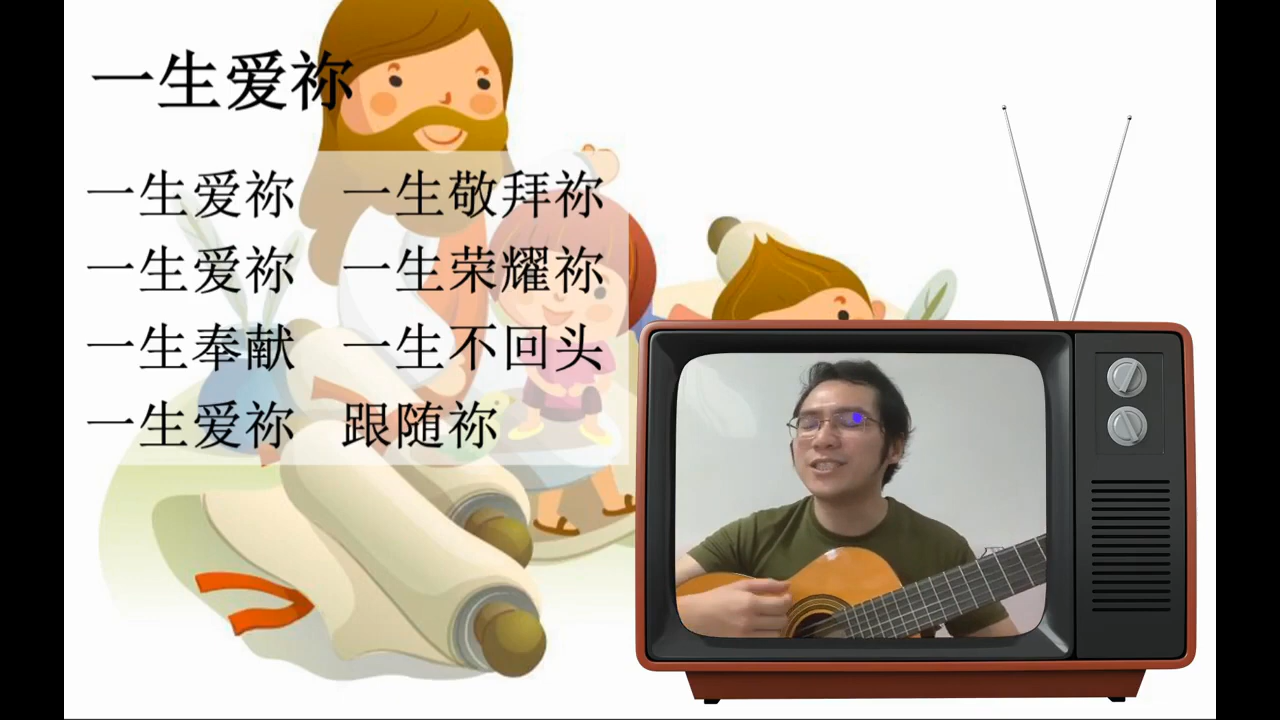 一生爱祢
一生爱祢 一生敬拜祢
一生爱祢 一生荣耀祢
一生奉献 一生不回头
一生爱祢 跟随祢